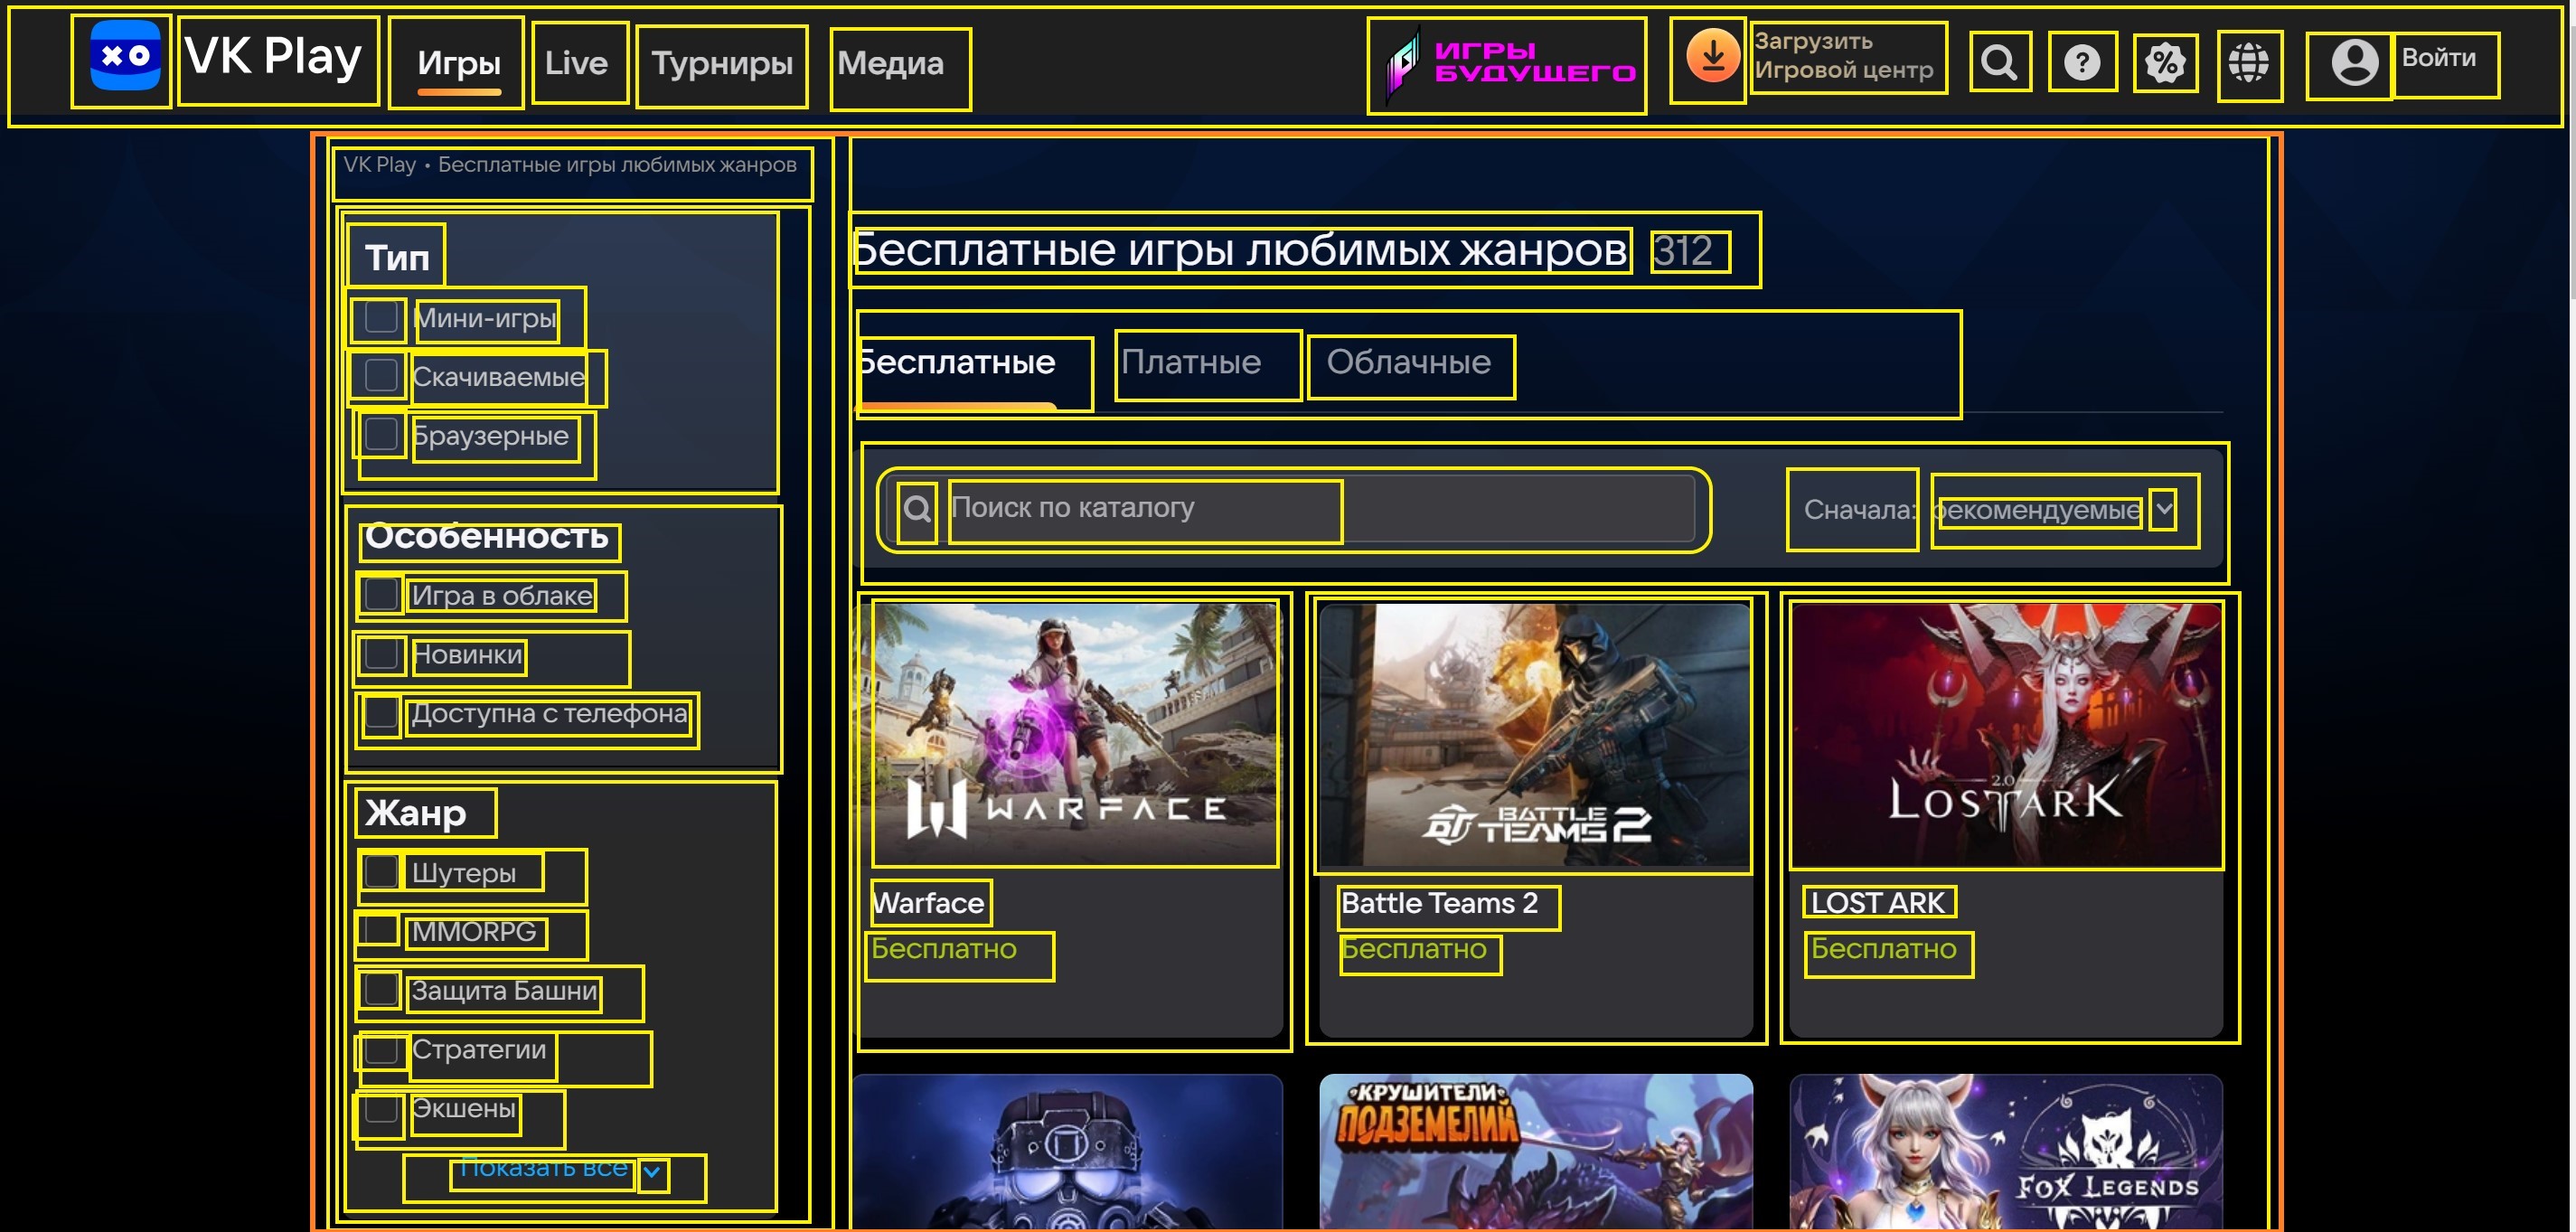 VK Play
Игры
Live
Турниры
Медиа
ИГРЫ
БУДУЩЕГО
Загрузить
Игровой центр
Войти
VK Play • Бесплатные игры любимых жанров
Тип
Мини-игры
Скачиваемые
Браузерные
Особенность
Игра в облаке
Новинки
Доступна с телефона
Жанр
Шутеры
MMORPG
Защита Башни
Стратегии
Экшены
Показать все
Бесплатные игры любимых жанров 312
Бесплатные
Платные
Облачные
Поиск по каталогу
Сначала: рекомендуемые
WARFACE
Warface
Бесплатно
BATTLE
TEAMS 2
Battle Teams 2
Бесплатно
2.0
LOST ARK
LOST ARK
Бесплатно
КРУШИТЕЛИ
ПОДЗЕМЕЛИЙ
FOX LEGENDS